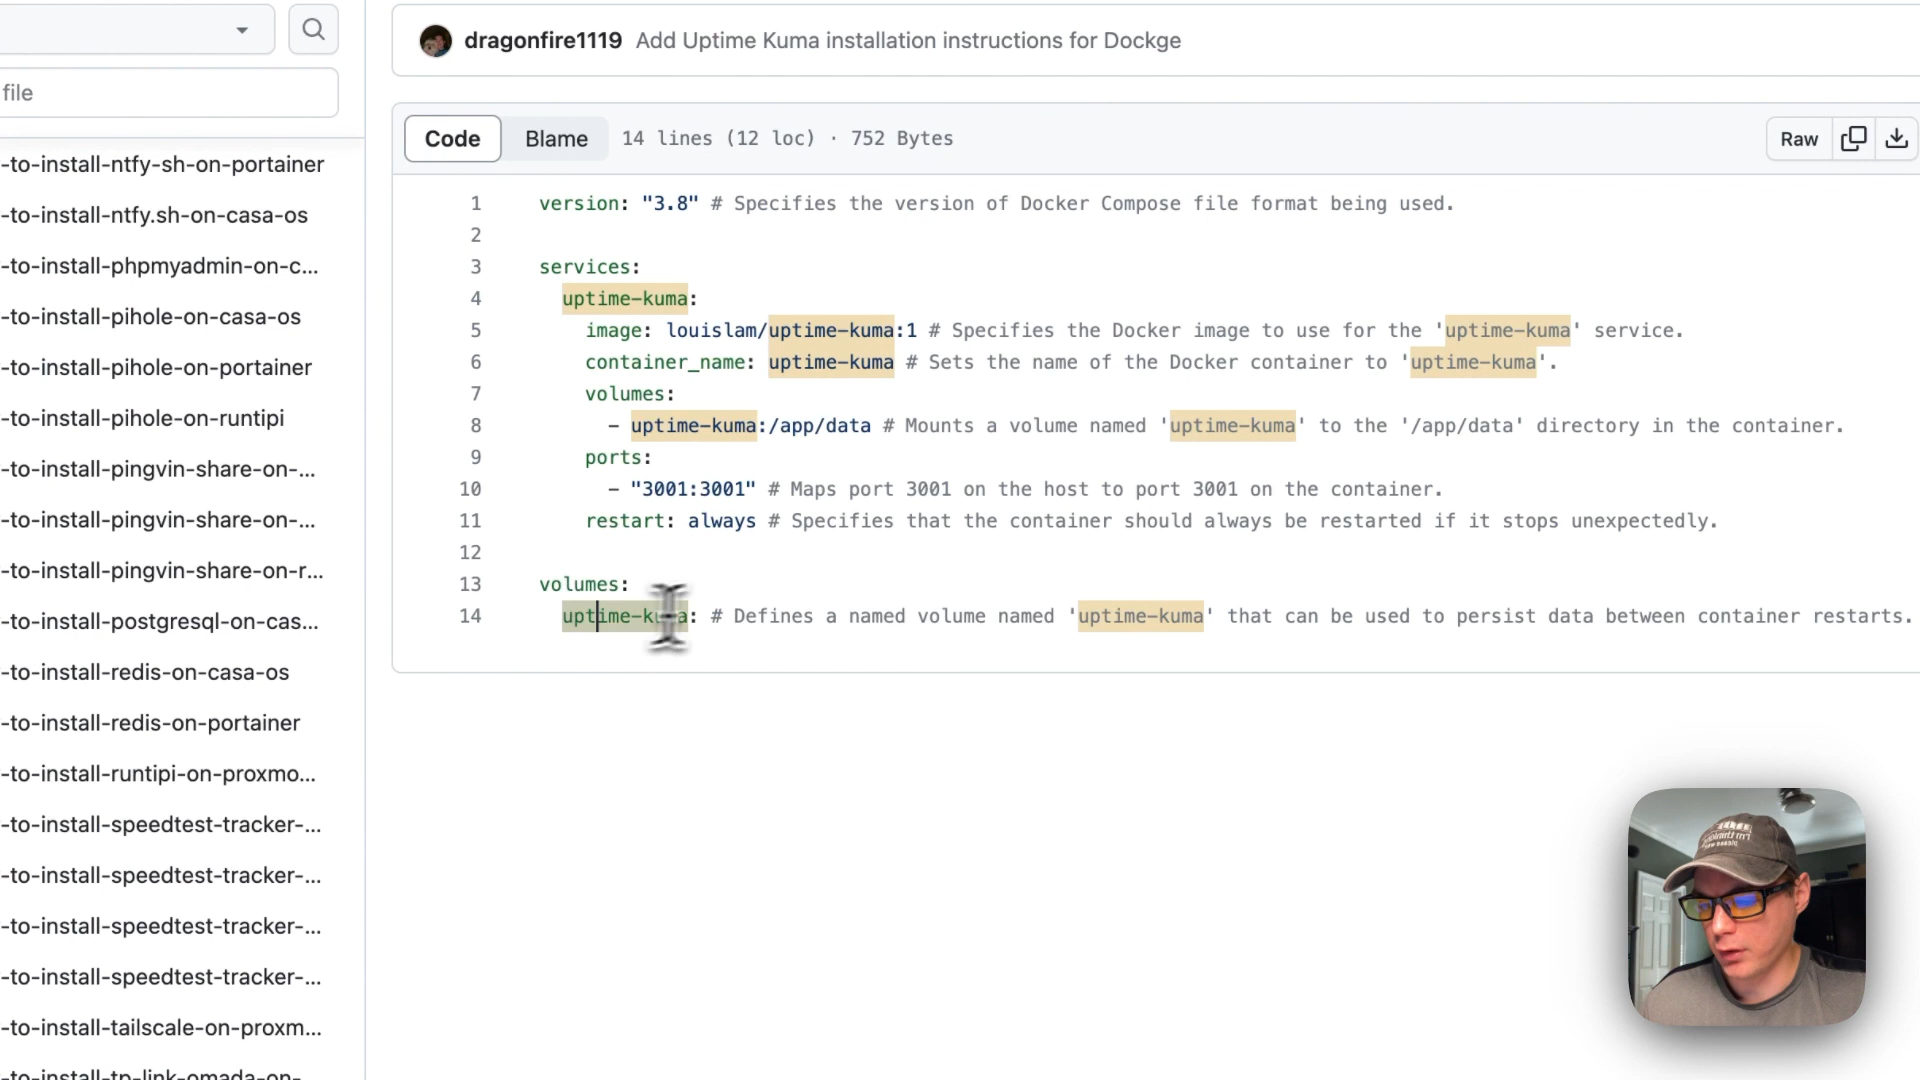 dragonfire1119 Add Uptime Kuma installation instructions for Dockge
file
Code Blame 14 lines (12 loc) · 752 Bytes Raw
-to-install-ntfy-sh-on-portainer
-to-install-ntfy.sh-on-casa-os
-to-install-phpmyadmin-on-c...
-to-install-pihole-on-casa-os
-to-install-pihole-on-portainer
-to-install-pihole-on-runtipi
-to-install-pingvin-share-on-...
-to-install-pingvin-share-on-...
-to-install-pingvin-share-on-r...
-to-install-postgresql-on-cas...
-to-install-redis-on-casa-os
-to-install-redis-on-portainer
-to-install-runtipi-on-proxmo...
-to-install-speedtest-tracker-...
-to-install-speedtest-tracker-...
-to-install-speedtest-tracker-...
-to-install-speedtest-tracker-...
-to-install-tailscale-on-proxm...
-to-install-tp-link-omada-on-
1 version: "3.8" # Specifies the version of Docker Compose file format being used.
2
3 services:
4 uptime-kuma:
5 image: louislam/uptime-kuma:1 # Specifies the Docker image to use for the 'uptime-kuma' service.
6 container_name: uptime-kuma # Sets the name of the Docker container to 'uptime-kuma'.
7 volumes:
8 - uptime-kuma:/app/data # Mounts a volume named 'uptime-kuma' to the '/app/data' directory in the container.
9 ports:
10 - "3001:3001" # Maps port 3001 on the host to port 3001 on the container.
11 restart: always # Specifies that the container should always be restarted if it stops unexpectedly.
12
13 volumes:
14 uptime-kuma: # Defines a named volume named 'uptime-kuma' that can be used to persist data between container restarts.